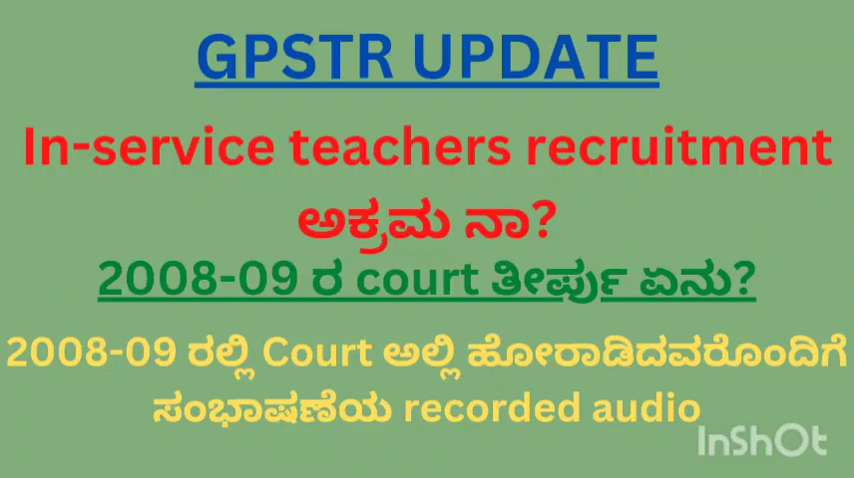 GPSTR UPDATE
In-service teachers recruitment
ಅಕ್ರಮ ನಾ?
2008-09 ರ court ತೀರ್ಪು ಏನು?
2008-09 ರಲ್ಲಿ Court ಅಲ್ಲಿ ಹೋರಾಡಿದವರೊಂದಿಗೆ
ಸಂಭಾಷಣೆಯ recorded audio
InShOt